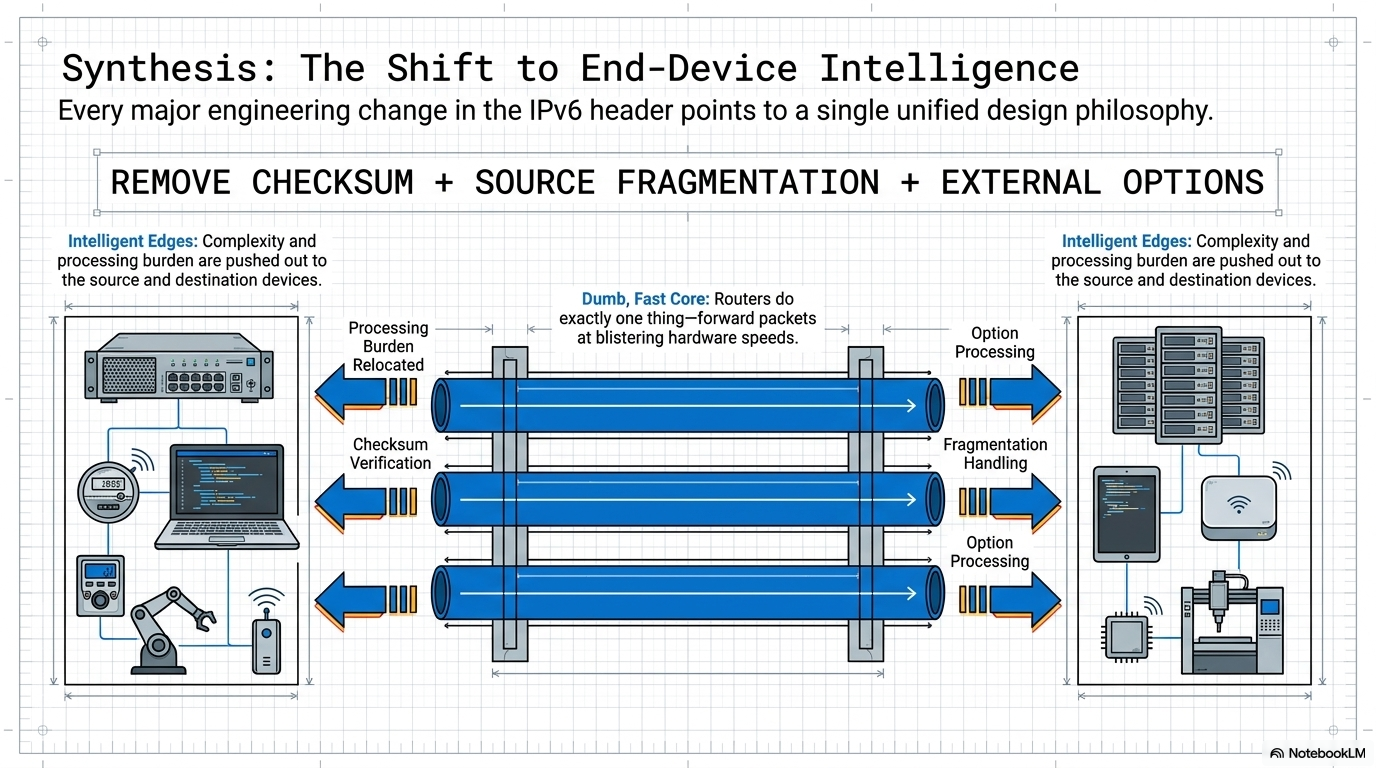 Synthesis: The Shift to End-Device Intelligence
Every major engineering change in the IPv6 header points to a single unified design philosophy.
REMOVE CHECKSUM + SOURCE FRAGMENTATION + EXTERNAL OPTIONS
Intelligent Edges: Complexity and
processing burden are pushed out to
the source and destination devices.
Dumb, Fast Core: Routers do
exactly one thing—forward packets
at blistering hardware speeds.
Intelligent Edges: Complexity and
processing burden are pushed out to
the source and destination devices.
Processing
Burden
Relocated
Checksum
Verification
Option
Processing
Fragmentation
Handling
Option
Processing
NotebookLM